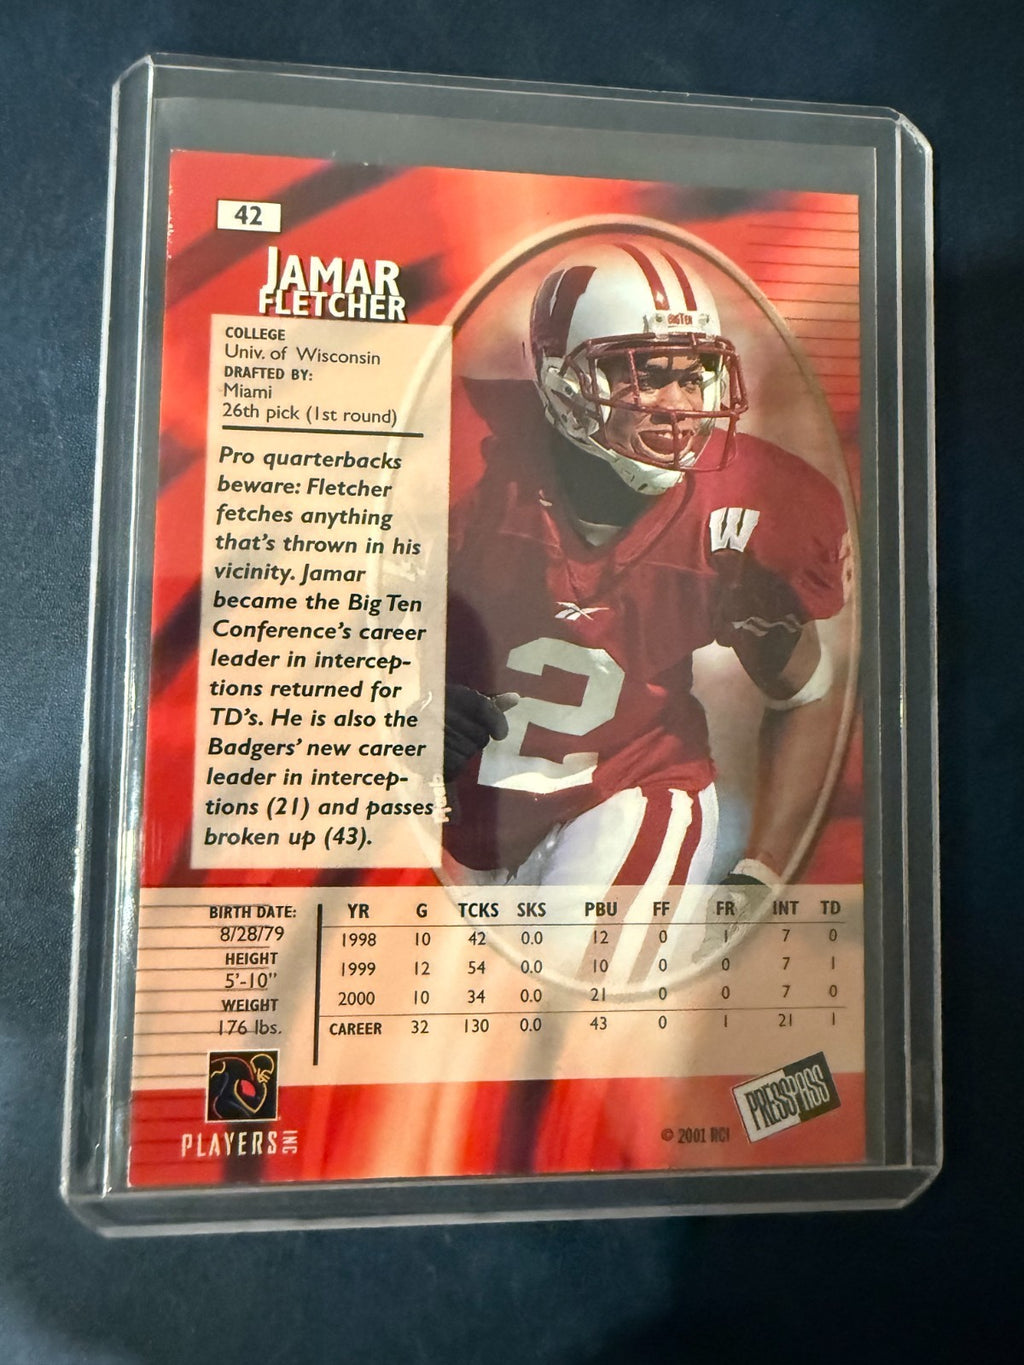 42
JAMAR
FLETCHER
COLLEGE
Univ. of Wisconsin
DRAFTED BY:
Miami
26th pick (1st round)
Pro quarterbacks
beware: Fletcher
fetches anything
that's thrown in his
vicinity. Jamar
became the Big Ten
Conference's career
leader in intercep-
tions returned for
TD's. He is also the
Badgers' new career
leader in intercep-
tions (21) and passes
broken up (43).
BIG TEN
W
2
BIRTH DATE:
8/28/79
HEIGHT
5'-10"
WEIGHT
176 lbs.
YR G TCKS SKS PBU FF FR INT TD
1998 10 42 0.0 12 0 1 7 0
1999 12 54 0.0 10 0 0 7 1
2000 10 34 0.0 21 0 0 7 0
CAREER 32 130 0.0 43 0 1 21 1
PLAYERS INC
PRESS PASS
© 2001 RCI